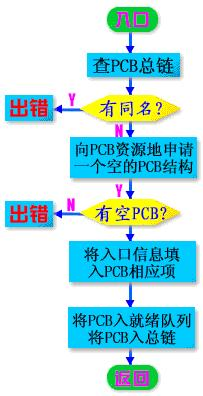 入口
查PCB总链
Y
出错
有同名?
N
向PCB资源地申请
一个空的PCB结构
Y
出错
N
有空PCB?
将入口信息填
入PCB相应项
将PCB入就绪队列
将PCB入总链
返回